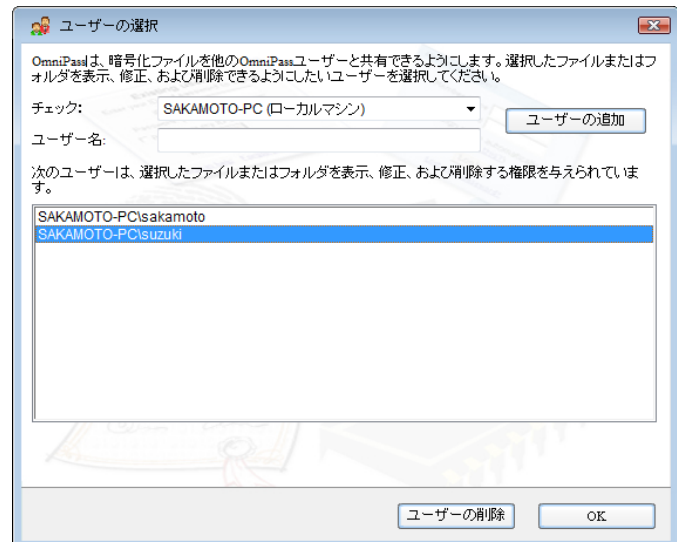 ユーザーの選択
OmniPassは、暗号化ファイルを他のOmniPassユーザーと共有できるようにします。選択したファイルまたはフ
ォルダを表示、修正、および削除できるようにしたいユーザーを選択してください。
チェック:
SAKAMOTO-PC (ローカルマシン)
ユーザーの追加
ユーザー名:
次のユーザーは、選択したファイルまたはフォルダを表示、修正、および削除する権限を与えられていま
す。
SAKAMOTO-PC\sakamoto
SAKAMOTO-PC\suzuki
ユーザーの削除
OK